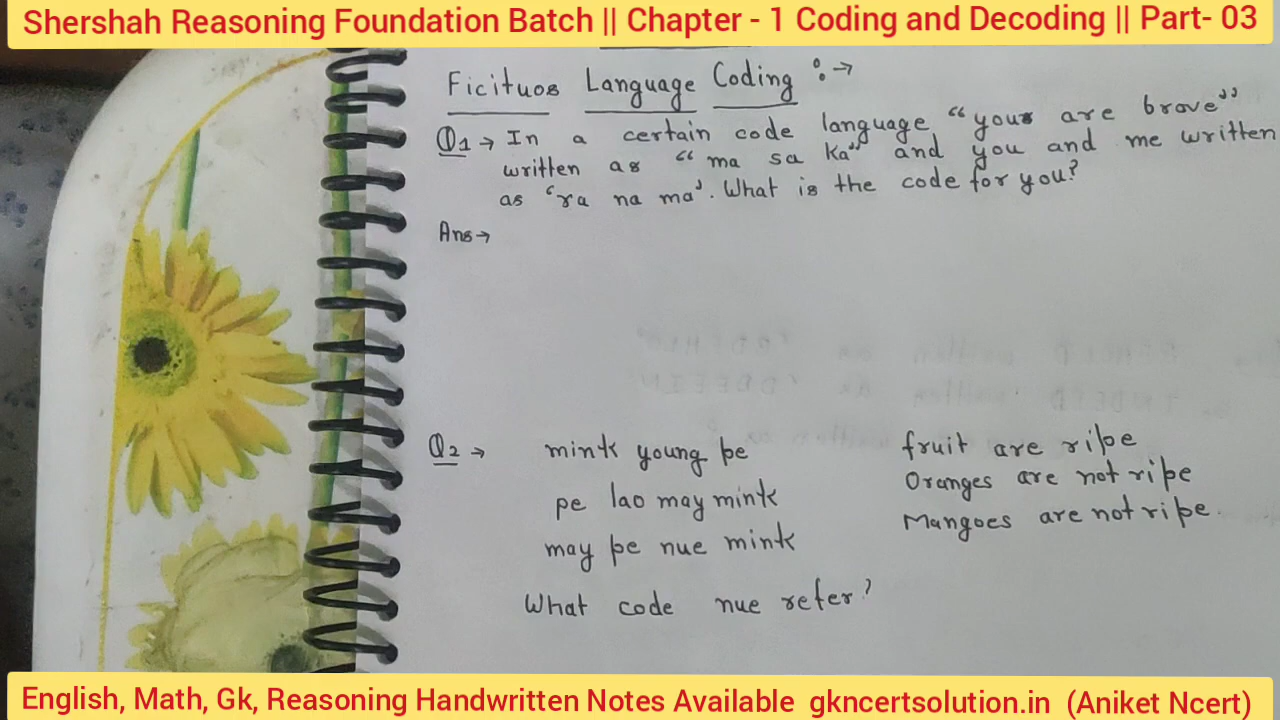 Shershah Reasoning Foundation Batch || Chapter - 1 Coding and Decoding || Part- 03
Ficituos Language Coding :→
Q1 → In a certain code language "you are brave"
written as "ma sa ka" and you and me written
as 'ra na ma'. What is the code for you?
Ans →
Q2 → mink young pe fruit are ripe
pe lao may mink Oranges are not ripe
may pe nue mink Mangoes are not ripe.
What code nue refer?
English, Math, Gk, Reasoning Handwritten Notes Available gkncertsolution.in (Aniket Ncert)